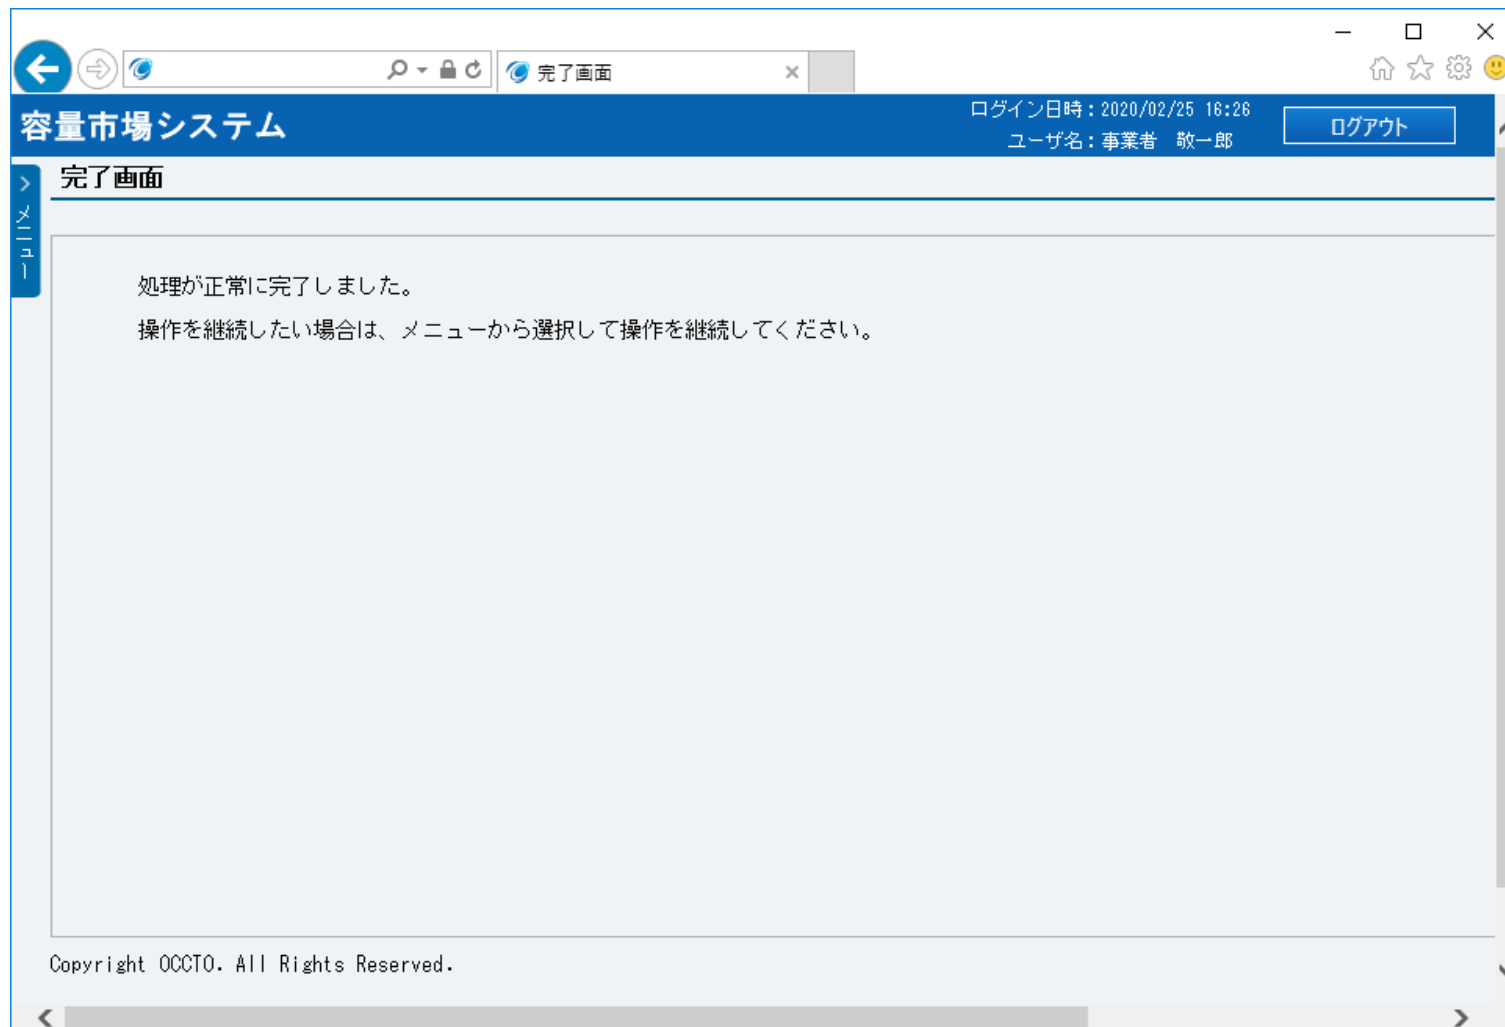 完了画面
容量市場システム
ログイン日時：2020/02/25 16:26
ユーザ名：事業者　敬一郎
ログアウト
メニュー
完了画面
処理が正常に完了しました。
操作を継続したい場合は、メニューから選択して操作を継続してください。
Copyright OCCTO. All Rights Reserved.